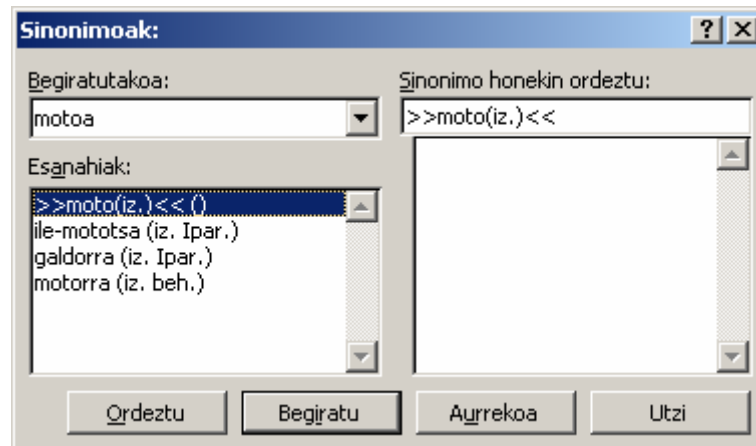 Sinonimoak:
Begiratutakoa:
motoa
Esanahiak:
>>moto(iz.)<< ()
ile-mototsa (iz. Ipar.)
galdorra (iz. Ipar.)
motorra (iz. beh.)
Sinonimo honekin ordeztu:
>>moto(iz.)<<
Ordeztu
Begiratu
Aurrekoa
Utzi